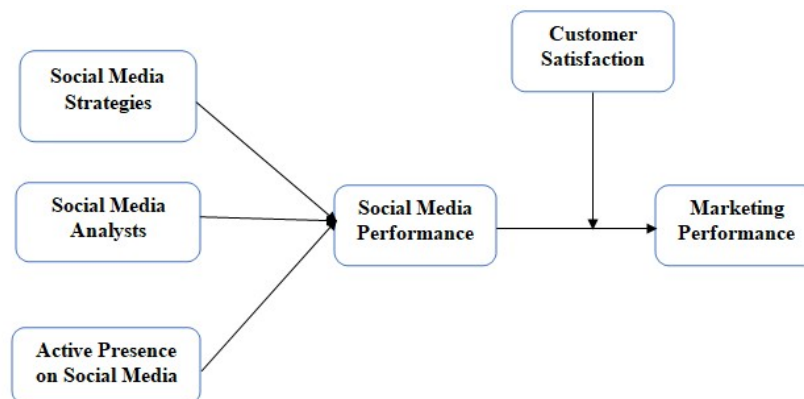 Customer
Satisfaction
Social Media
Strategies
Social Media
Analysts
Social Media
Performance
Marketing
Performance
Active Presence
on Social Media